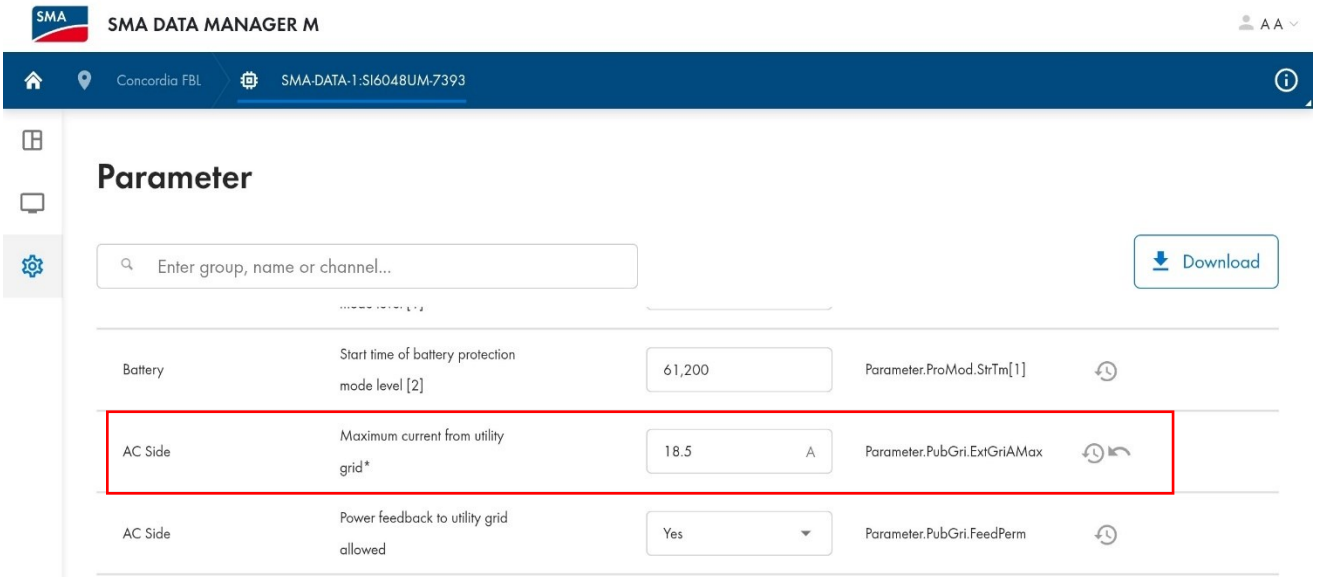 SMA
SMA DATA MANAGER M
A A
Concordia FBL
SMA-DATA-1:SI6048UM-7393
Parameter
Enter group, name or channel...
Download
Battery
Start time of battery protection
mode level [2]
61,200
Parameter.ProMod.StrTm[1]
AC Side
Maximum current from utility
grid*
18.5
A
Parameter.PubGri.ExtGriAMax
AC Side
Power feedback to utility grid
allowed
Yes
Parameter.PubGri.FeedPerm